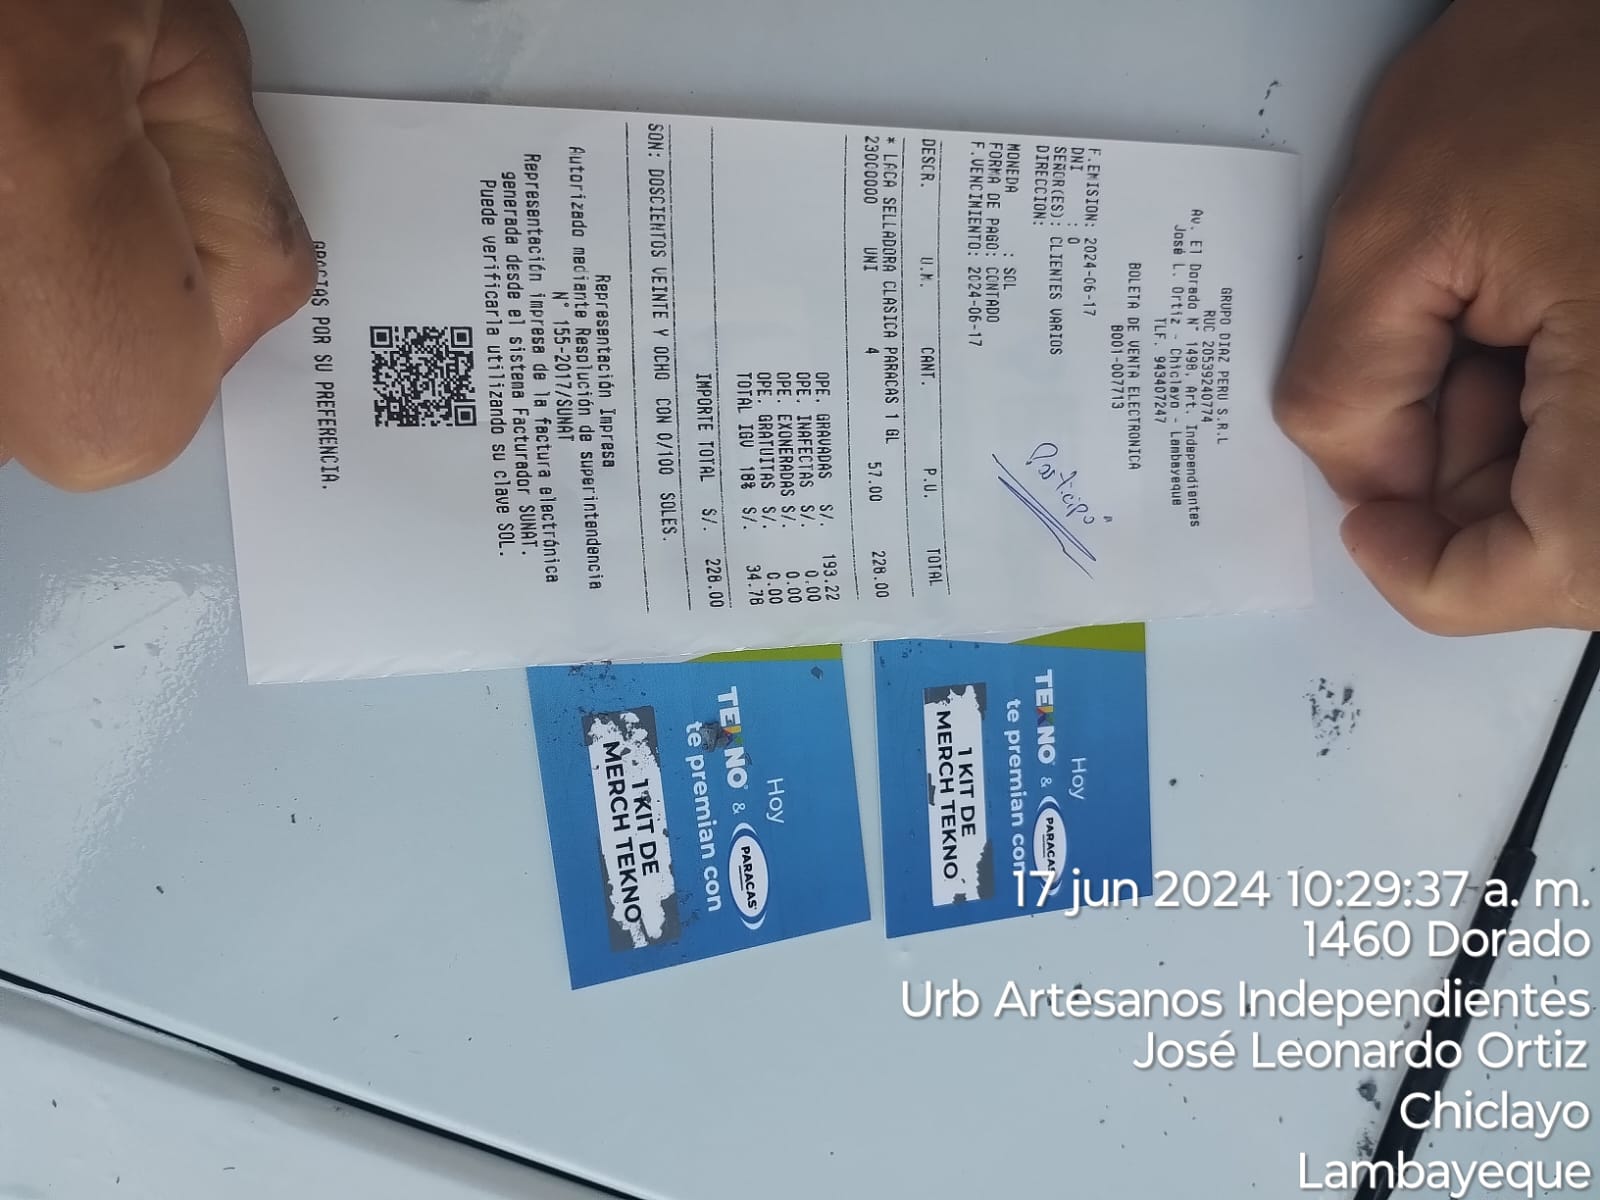 GRUPO DIAZ PERU S.R.L
RUC 20539240774
Av. El Dorado N° 1498, Art. Independientes
José L. Ortiz - Chiclayo - Lambayeque
TLF: 943407247
BOLETA DE VENTA ELECTRONICA
B001-007713
F.EMISION: 2024-06-17
DNI : 0
SEÑOR(ES): CLIENTES VARIOS
DIRECCION:
Participó
MONEDA : SOL
FORMA DE PAGO: CONTADO
F.VENCIMIENTO: 2024-06-17
DESCR. U.M. CANT. P.U. TOTAL
* LACA SELLADORA CLASICA PARACAS 1 GL
23000000 UNI 4 57.00 228.00
OPE. GRAVADAS S/. 193.22
OPE. INAFECTAS S/. 0.00
OPE. EXONERADAS S/. 0.00
OPE. GRATUITAS S/. 0.00
TOTAL IGV 18% S/. 34.78
IMPORTE TOTAL S/. 228.00
SON: DOSCIENTOS VEINTE Y OCHO CON 0/100 SOLES.
Representación Impresa
Autorizado mediante Resolución de superintendencia
N° 155-2017/SUNAT
Representación impresa de la factura electrónica
generada desde el sistema Facturador SUNAT.
Puede verificarla utilizando su clave SOL.
GRACIAS POR SU PREFERENCIA.
Hoy
TEKNO & PARACAS
te premian con
1 KIT DE
MERCH TEKNO
Hoy
TEKNO & PARACAS
te premian con
1 KIT DE
MERCH TEKNO
17 jun 2024 10:29:37 a. m.
1460 Dorado
Urb Artesanos Independientes
José Leonardo Ortiz
Chiclayo
Lambayeque